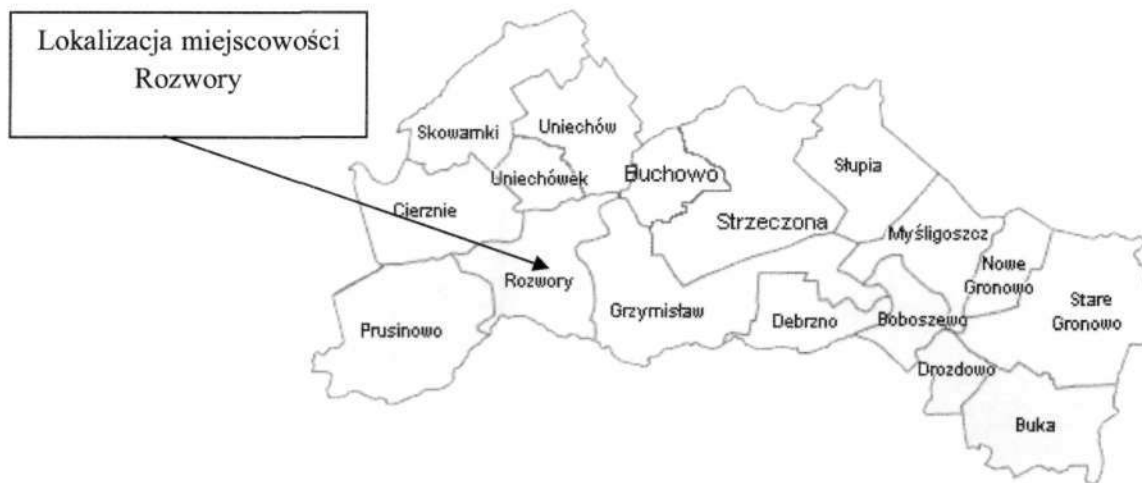 Lokalizacja miejscowości
Rozwory
Skowarnki
Uniechów
Uniechówek
Buchowo
Słupia
Cierznie
Strzeczona
Myśligoszcz
Rozwory
Nowe
Gronowo
Grzymisław
Stare
Gronowo
Prusinowo
Debrzno
Boboszewo
Drozdowo
Buka